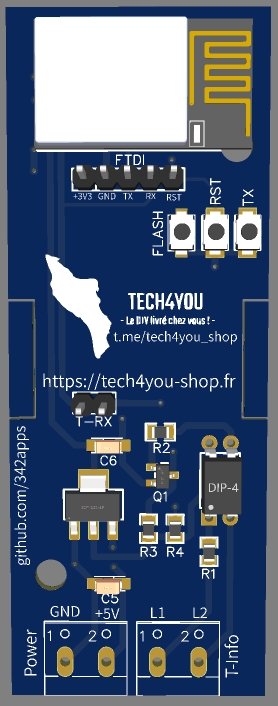 FTDI
+3V3 GND TX RX RST
FLASH
RST
TX
TECH4YOU
- Le DIY livré chez vous ! -
t.me/tech4you_shop
https://tech4you-shop.fr
T-RX
C6
R2
github.com/342apps
Q1
DIP-4
R3
R4
R1
C5
Power
GND
+5V
1
2
L1
L2
1
2
T-Info